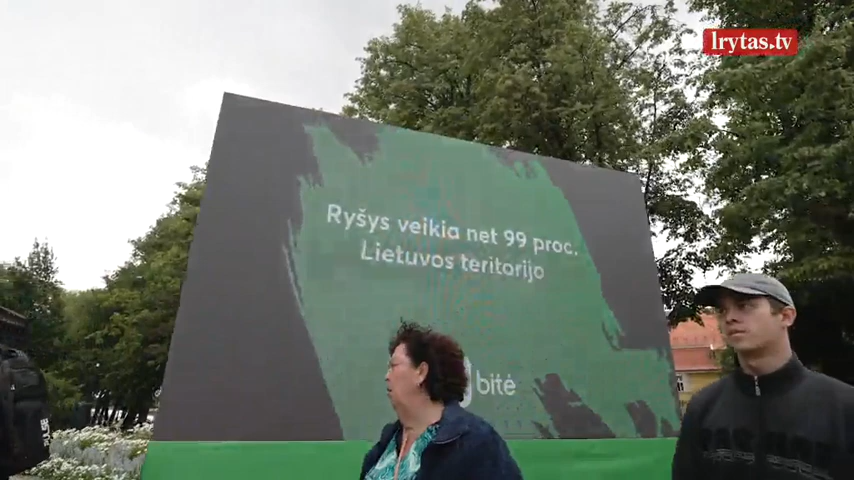 lrytas.tv
Ryšys veikia net 99 proc.
Lietuvos teritorijo
bitė